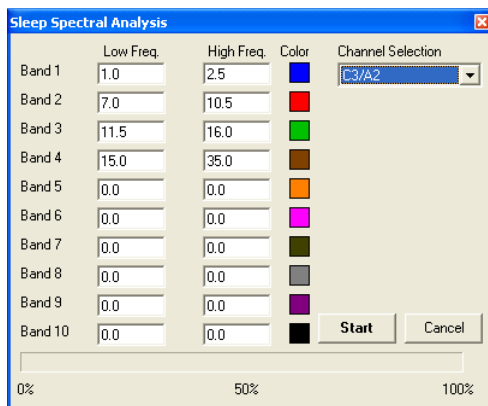 Sleep Spectral Analysis
Low Freq. High Freq. Color Channel Selection
Band 1 1.0 2.5 C3/A2
Band 2 7.0 10.5
Band 3 11.5 16.0
Band 4 15.0 35.0
Band 5 0.0 0.0
Band 6 0.0 0.0
Band 7 0.0 0.0
Band 8 0.0 0.0
Band 9 0.0 0.0
Band 10 0.0 0.0 Start Cancel
0% 50% 100%